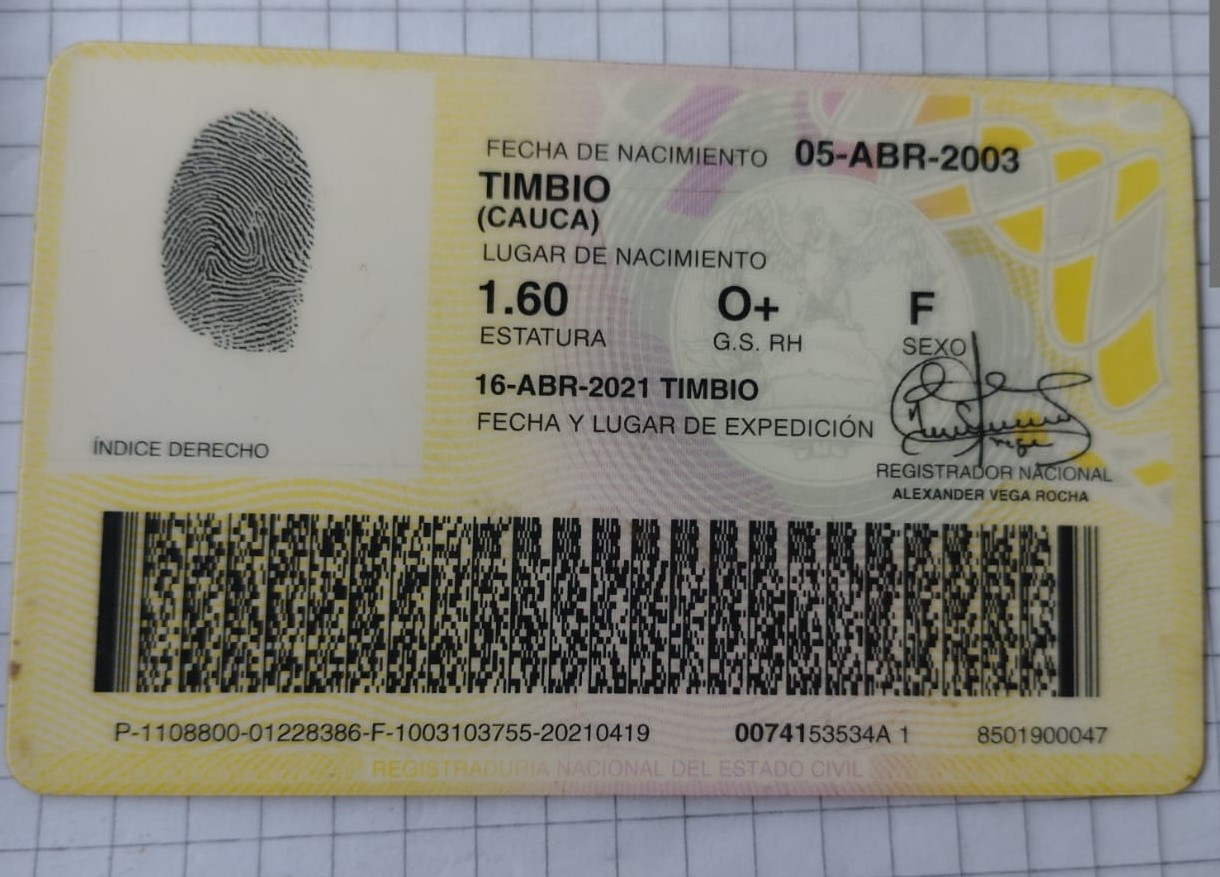 FECHA DE NACIMIENTO 05-ABR-2003
TIMBIO
(CAUCA)
LUGAR DE NACIMIENTO
1.60 O+ F
ESTATURA G.S. RH SEXO
16-ABR-2021 TIMBIO
FECHA Y LUGAR DE EXPEDICIÓN
ÍNDICE DERECHO
REGISTRADOR NACIONAL
ALEXANDER VEGA ROCHA
P-1108800-01228386-F-1003103755-20210419 0074153534A 1 8501900047
REGISTRADURIA NACIONAL DEL ESTADO CIVIL